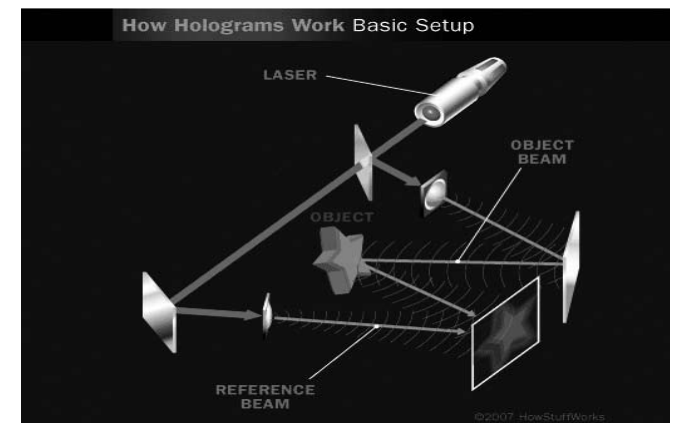 How Holograms Work Basic Setup
LASER
OBJECT
BEAM
OBJECT
REFERENCE
BEAM
©2007 HowStuffWorks